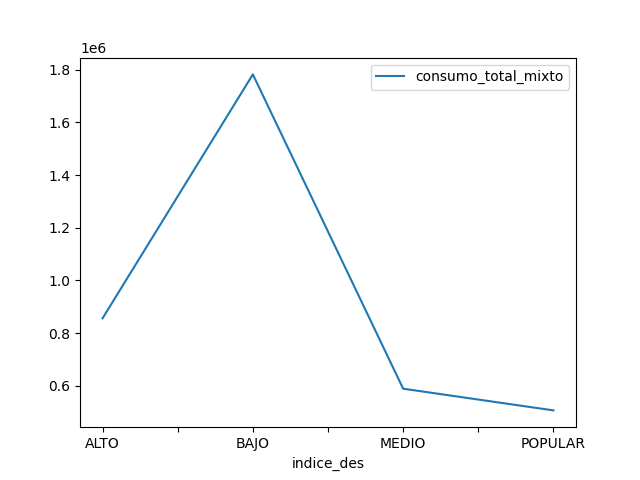 1e6
consumo_total_mixto
1.8
1.6
1.4
1.2
1.0
0.8
0.6
ALTO BAJO MEDIO POPULAR
indice_des